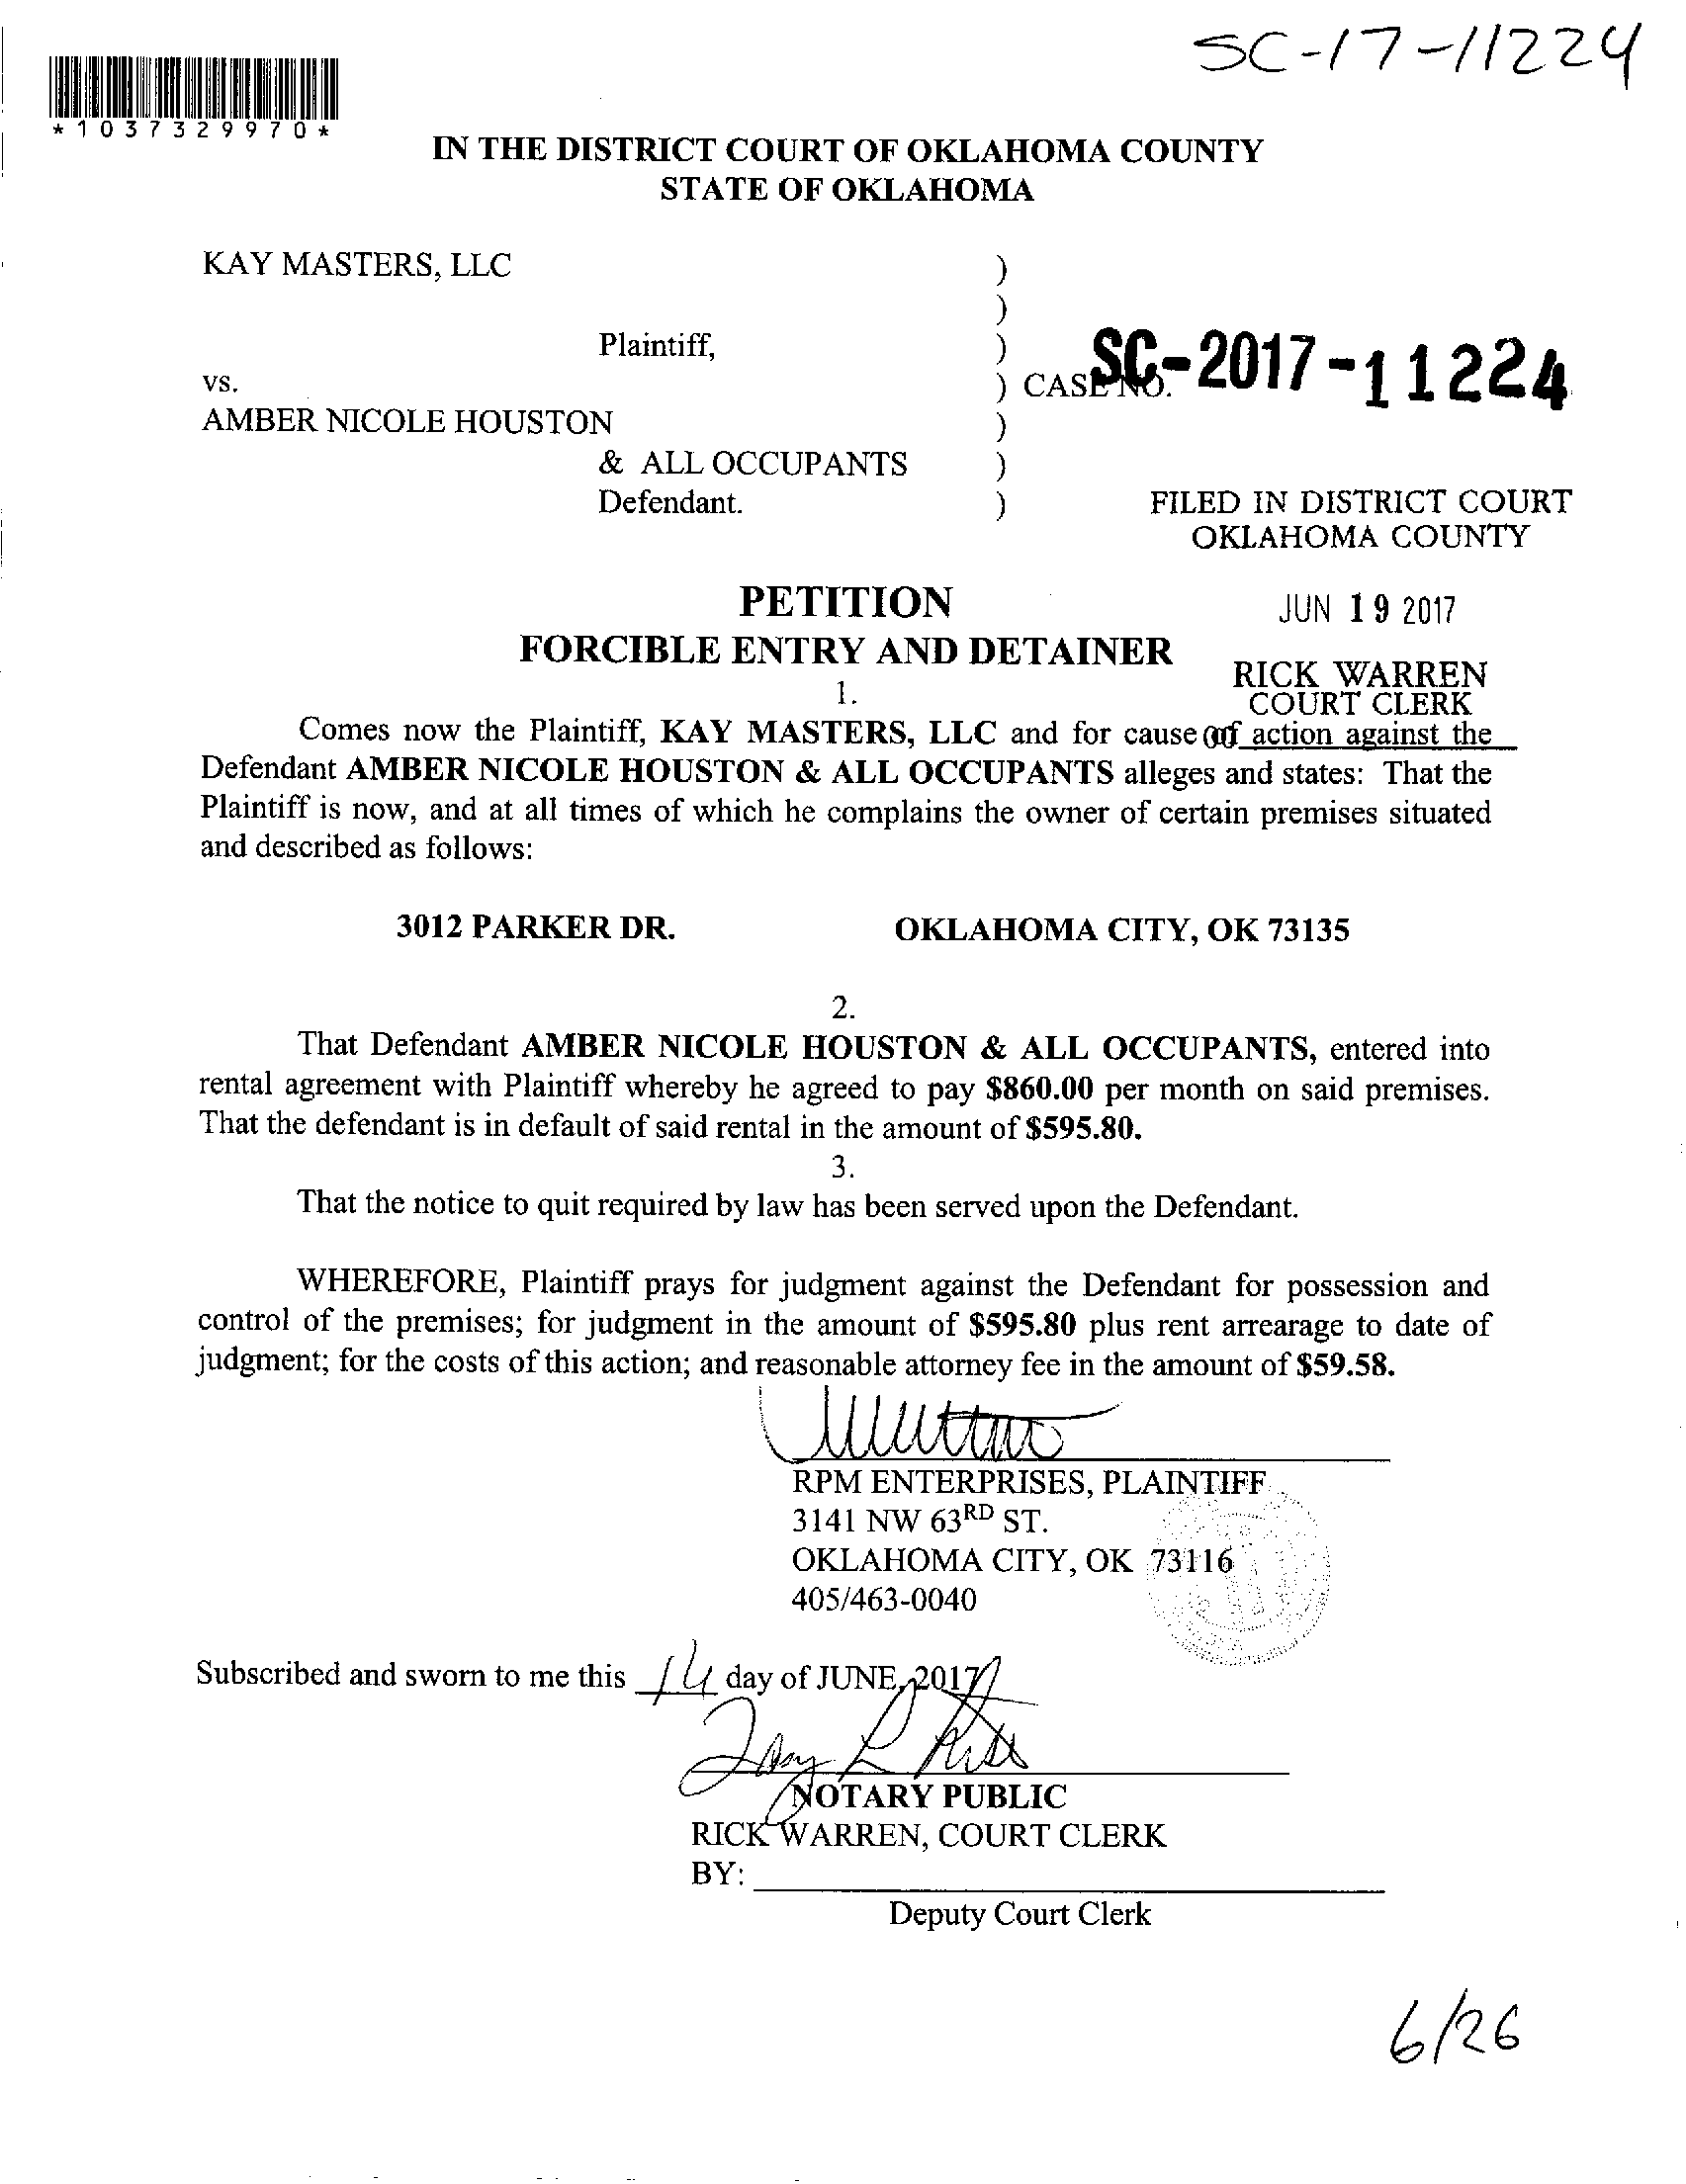 SC-17-11224
*1037329970*
IN THE DISTRICT COURT OF OKLAHOMA COUNTY
STATE OF OKLAHOMA
KAY MASTERS, LLC )
)
Plaintiff, )
vs. ) CASE NO. SC-2017-11224
AMBER NICOLE HOUSTON )
& ALL OCCUPANTS )
Defendant. )
FILED IN DISTRICT COURT
OKLAHOMA COUNTY
JUN 19 2017
RICK WARREN
COURT CLERK
PETITION
FORCIBLE ENTRY AND DETAINER
1.
Comes now the Plaintiff, KAY MASTERS, LLC and for cause of action against the
Defendant AMBER NICOLE HOUSTON & ALL OCCUPANTS alleges and states: That the
Plaintiff is now, and at all times of which he complains the owner of certain premises situated
and described as follows:
3012 PARKER DR. OKLAHOMA CITY, OK 73135
2.
That Defendant AMBER NICOLE HOUSTON & ALL OCCUPANTS, entered into
rental agreement with Plaintiff whereby he agreed to pay $860.00 per month on said premises.
That the defendant is in default of said rental in the amount of $595.80.
3.
That the notice to quit required by law has been served upon the Defendant.
WHEREFORE, Plaintiff prays for judgment against the Defendant for possession and
control of the premises; for judgment in the amount of $595.80 plus rent arrearage to date of
judgment; for the costs of this action; and reasonable attorney fee in the amount of $59.58.
RPM ENTERPRISES, PLAINTIFF
3141 NW 63RD ST.
OKLAHOMA CITY, OK 73116
405/463-0040
Subscribed and sworn to me this 14 day of JUNE, 2017
NOTARY PUBLIC
RICK WARREN, COURT CLERK
BY:
Deputy Court Clerk
6/26